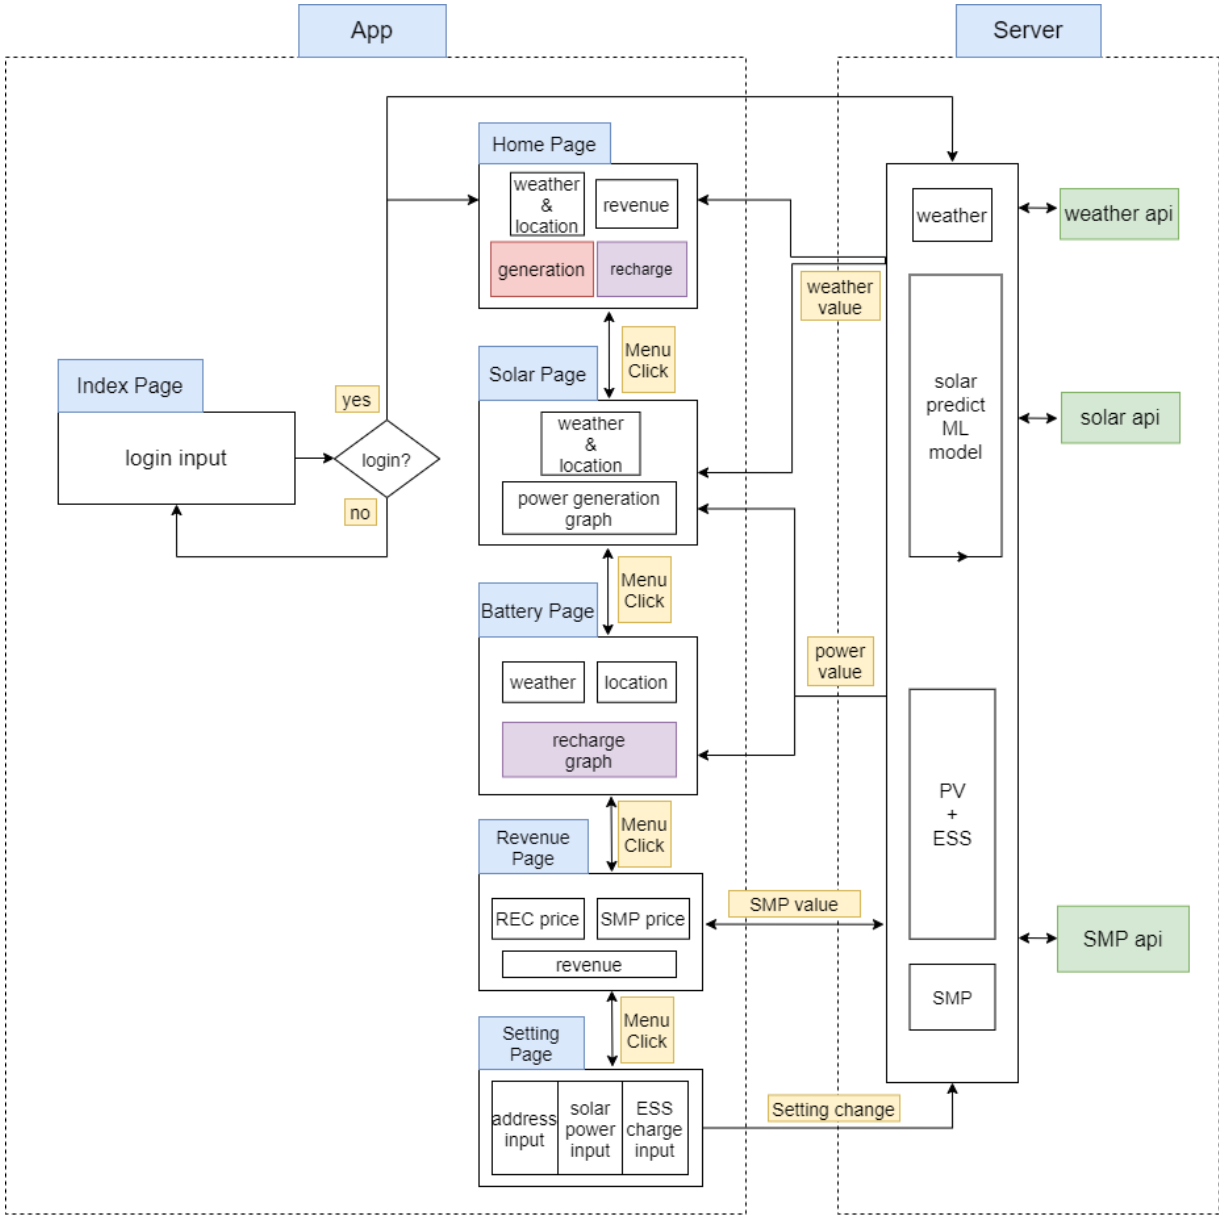 App
Server
Home Page
weather
&
location
revenue
generation
recharge
weather
weather api
weather
value
Menu
Click
Solar Page
Index Page
login input
yes
login?
no
weather
&
location
power generation
graph
solar
predict
ML
model
solar api
Menu
Click
Battery Page
weather
location
recharge
graph
power
value
PV
+
ESS
Menu
Click
Revenue
Page
REC price
SMP price
revenue
SMP value
SMP api
SMP
Menu
Click
Setting
Page
address
input
solar
power
input
ESS
charge
input
Setting change